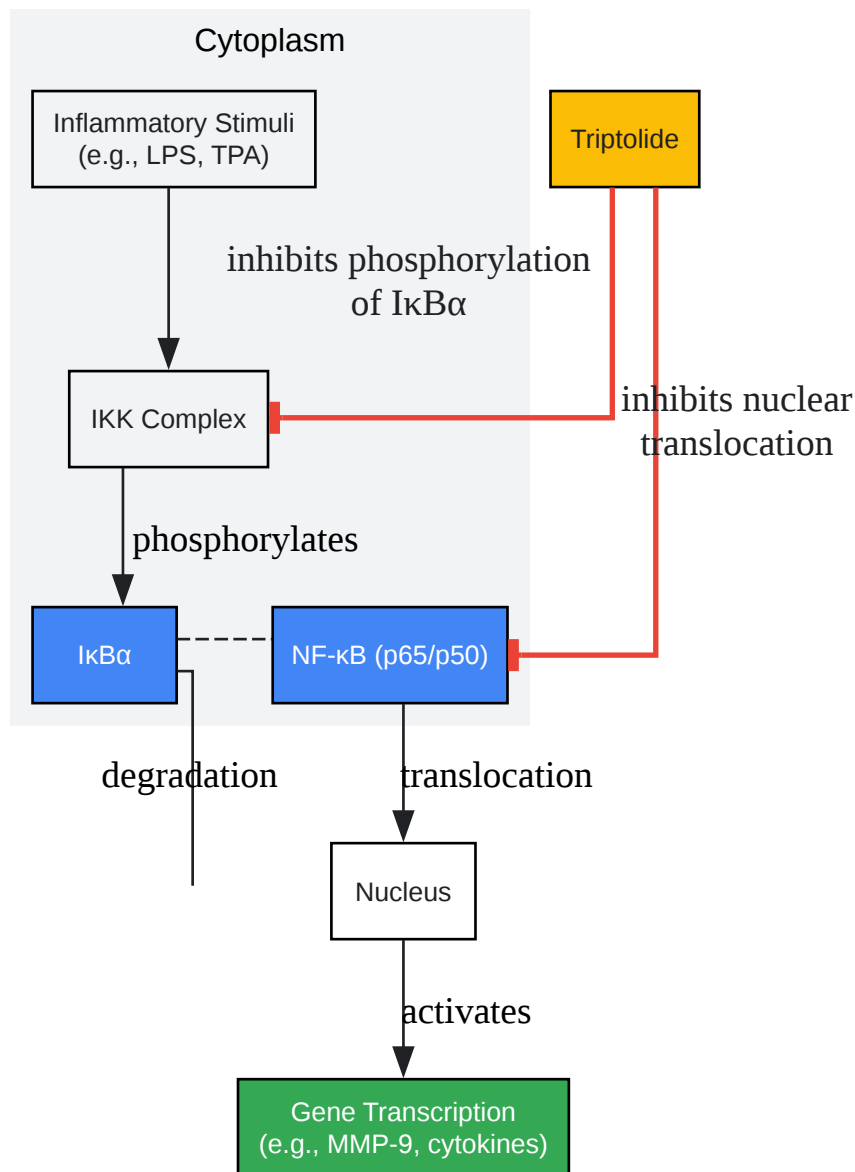 Cytoplasm
Inflammatory Stimuli
(e.g., LPS, TPA)
Triptolide
inhibits phosphorylation
of IκBα
IKK Complex
inhibits nuclear
translocation
phosphorylates
IκBα
NF-κB (p65/p50)
degradation
translocation
Nucleus
activates
Gene Transcription
(e.g., MMP-9, cytokines)